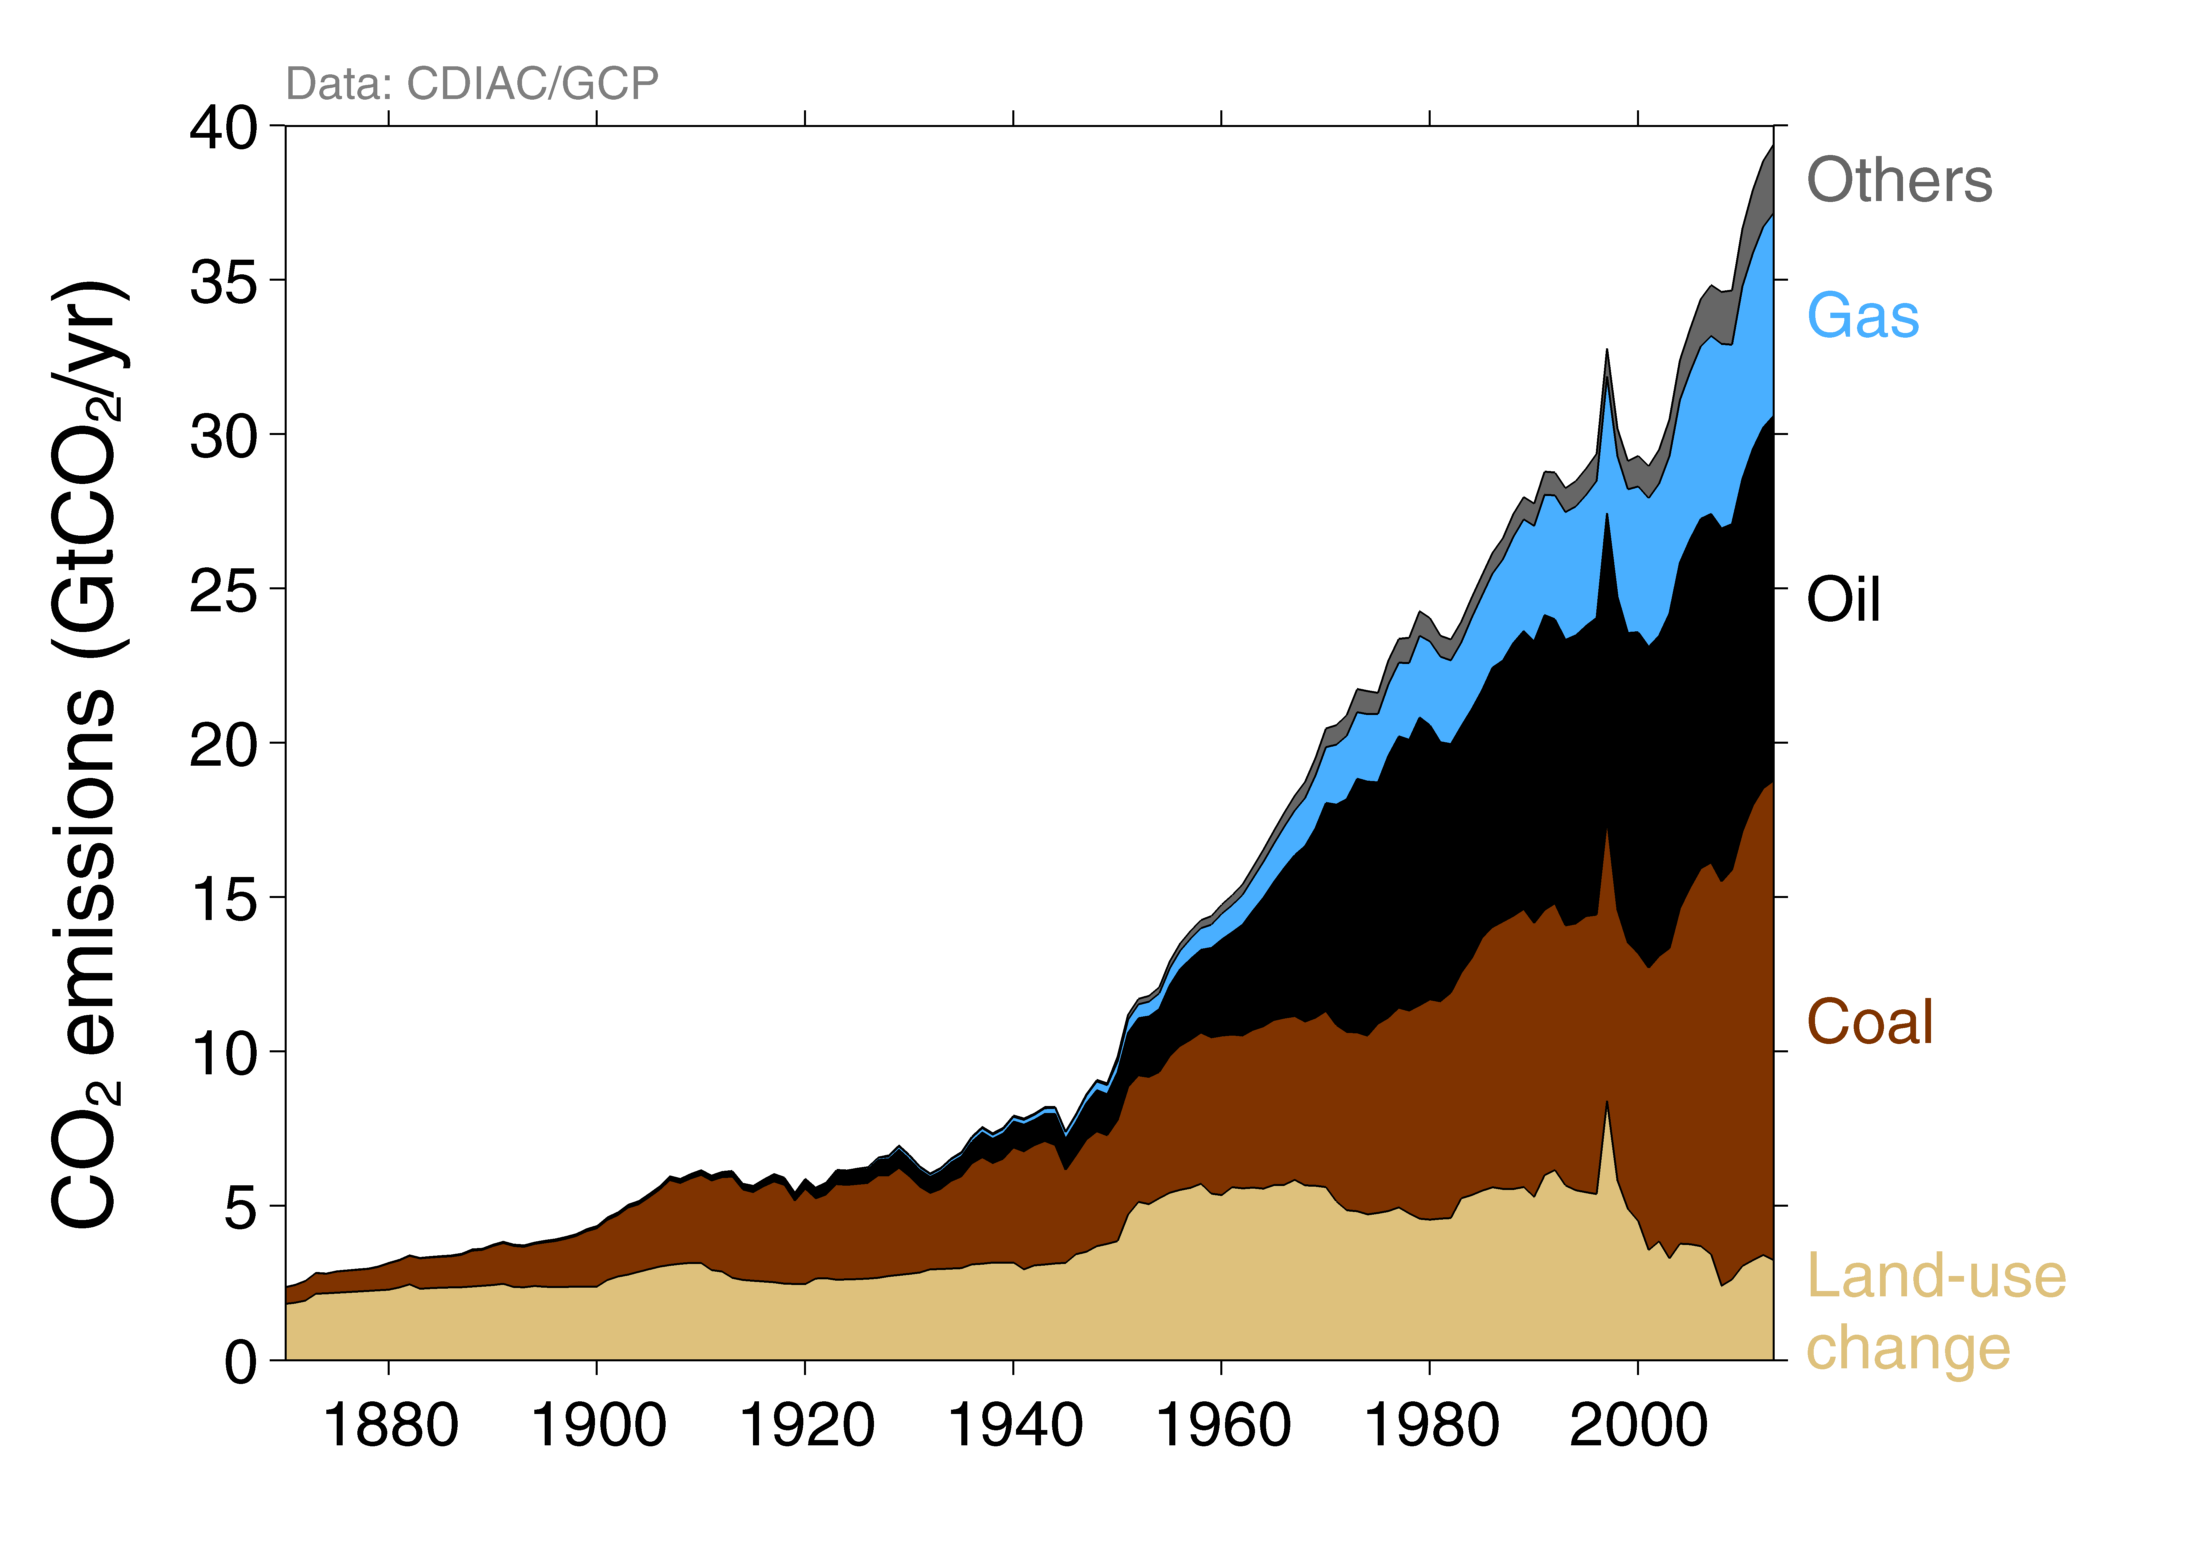 Data: CDIAC/GCP
CO₂ emissions (GtCO₂/yr)
40
35
30
25
20
15
10
5
0
1880 1900 1920 1940 1960 1980 2000
Others
Gas
Oil
Coal
Land-use
change